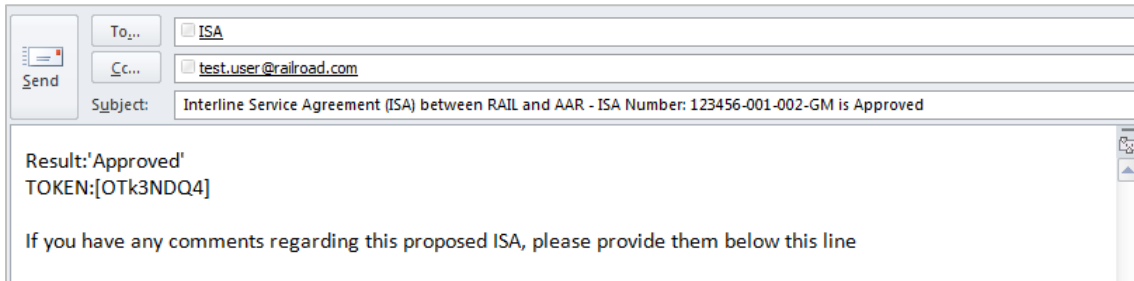 To...
ISA
Send
Cc...
test.user@railroad.com
Subject:
Interline Service Agreement (ISA) between RAIL and AAR - ISA Number: 123456-001-002-GM is Approved
Result:'Approved'
TOKEN:[OTk3NDQ4]
If you have any comments regarding this proposed ISA, please provide them below this line